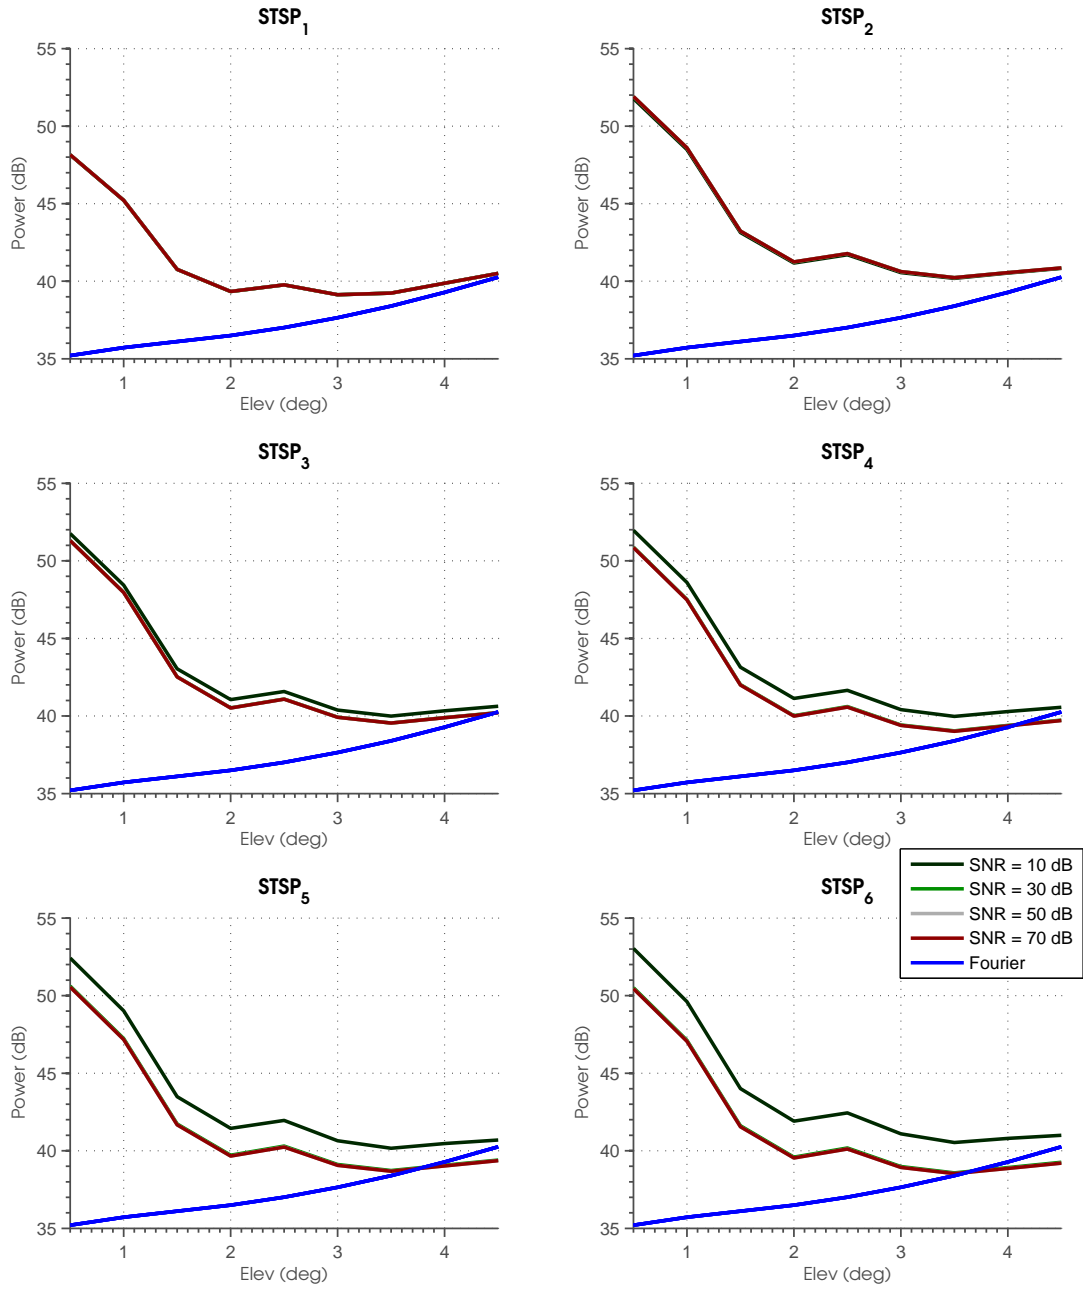 STSP1
STSP2
55
50
45
40
35
Power (dB)
1 2 3 4
Elev (deg)
55
50
45
40
35
Power (dB)
1 2 3 4
Elev (deg)
STSP3
STSP4
55
50
45
40
35
Power (dB)
1 2 3 4
Elev (deg)
55
50
45
40
35
Power (dB)
1 2 3 4
Elev (deg)
STSP5
STSP6
55
50
45
40
35
Power (dB)
1 2 3 4
Elev (deg)
55
50
45
40
35
Power (dB)
1 2 3 4
Elev (deg)
SNR = 10 dB
SNR = 30 dB
SNR = 50 dB
SNR = 70 dB
Fourier